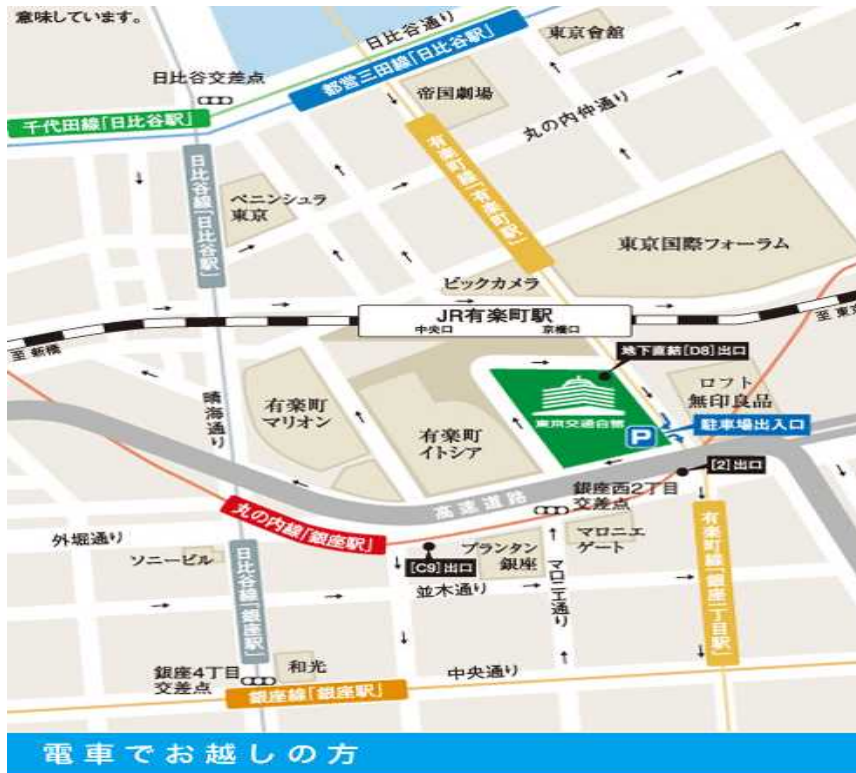 意味しています。
日比谷通り
東京會館
都営三田線「日比谷駅」
日比谷交差点
帝国劇場
千代田線「日比谷駅」
丸の内仲通り
有楽町線「有楽町駅」
日比谷線「日比谷駅」
ペニンシュラ
東京
東京国際フォーラム
ビックカメラ
JR有楽町駅
中央口
京橋口
至 新橋
至 東京
地下直結[D8]出口
ロフト
無印良品
東京交通会館
P
駐車場出入口
晴海通り
有楽町
マリオン
有楽町
イトシア
[2]出口
高速道路
銀座西2丁目
交差点
丸の内線「銀座駅」
外堀通り
ソニービル
[C9]出口
プランタン
銀座
マロニエ
ゲート
並木通り
マロニエ通り
日比谷線「銀座駅」
有楽町線「銀座一丁目駅」
銀座4丁目
交差点
和光
中央通り
銀座線「銀座駅」
電車でお越しの方